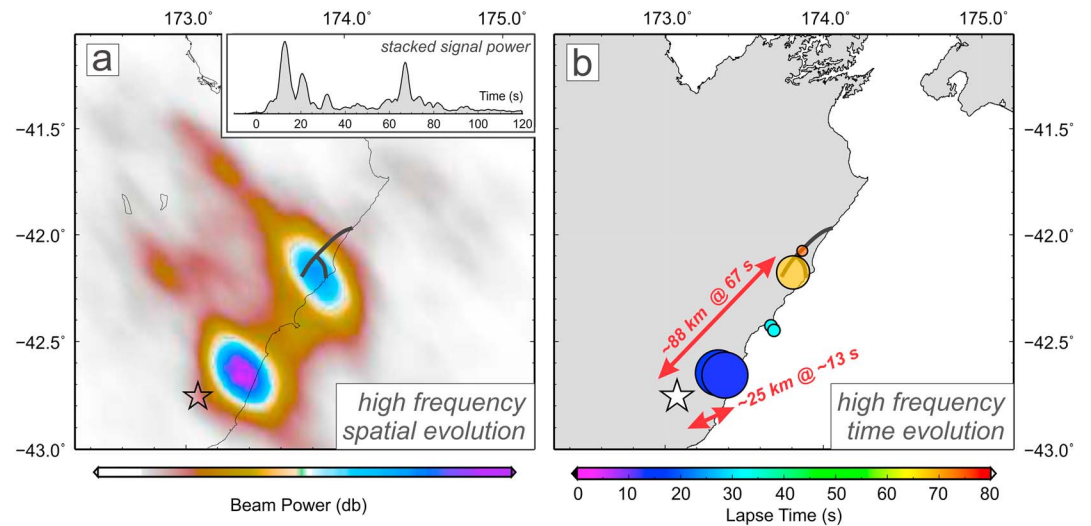 173.0° 174.0° 175.0°
a
stacked signal power
Time (s)
0 20 40 60 80 100 120
−41.5°
−42.0°
−42.5°
−43.0°
high frequency
spatial evolution
Beam Power (db)
173.0° 174.0° 175.0°
b
−41.5°
−42.0°
−42.5°
−43.0°
~88 km @ 67 s
~25 km @ ~13 s
high frequency
time evolution
0 10 20 30 40 50 60 70 80
Lapse Time (s)